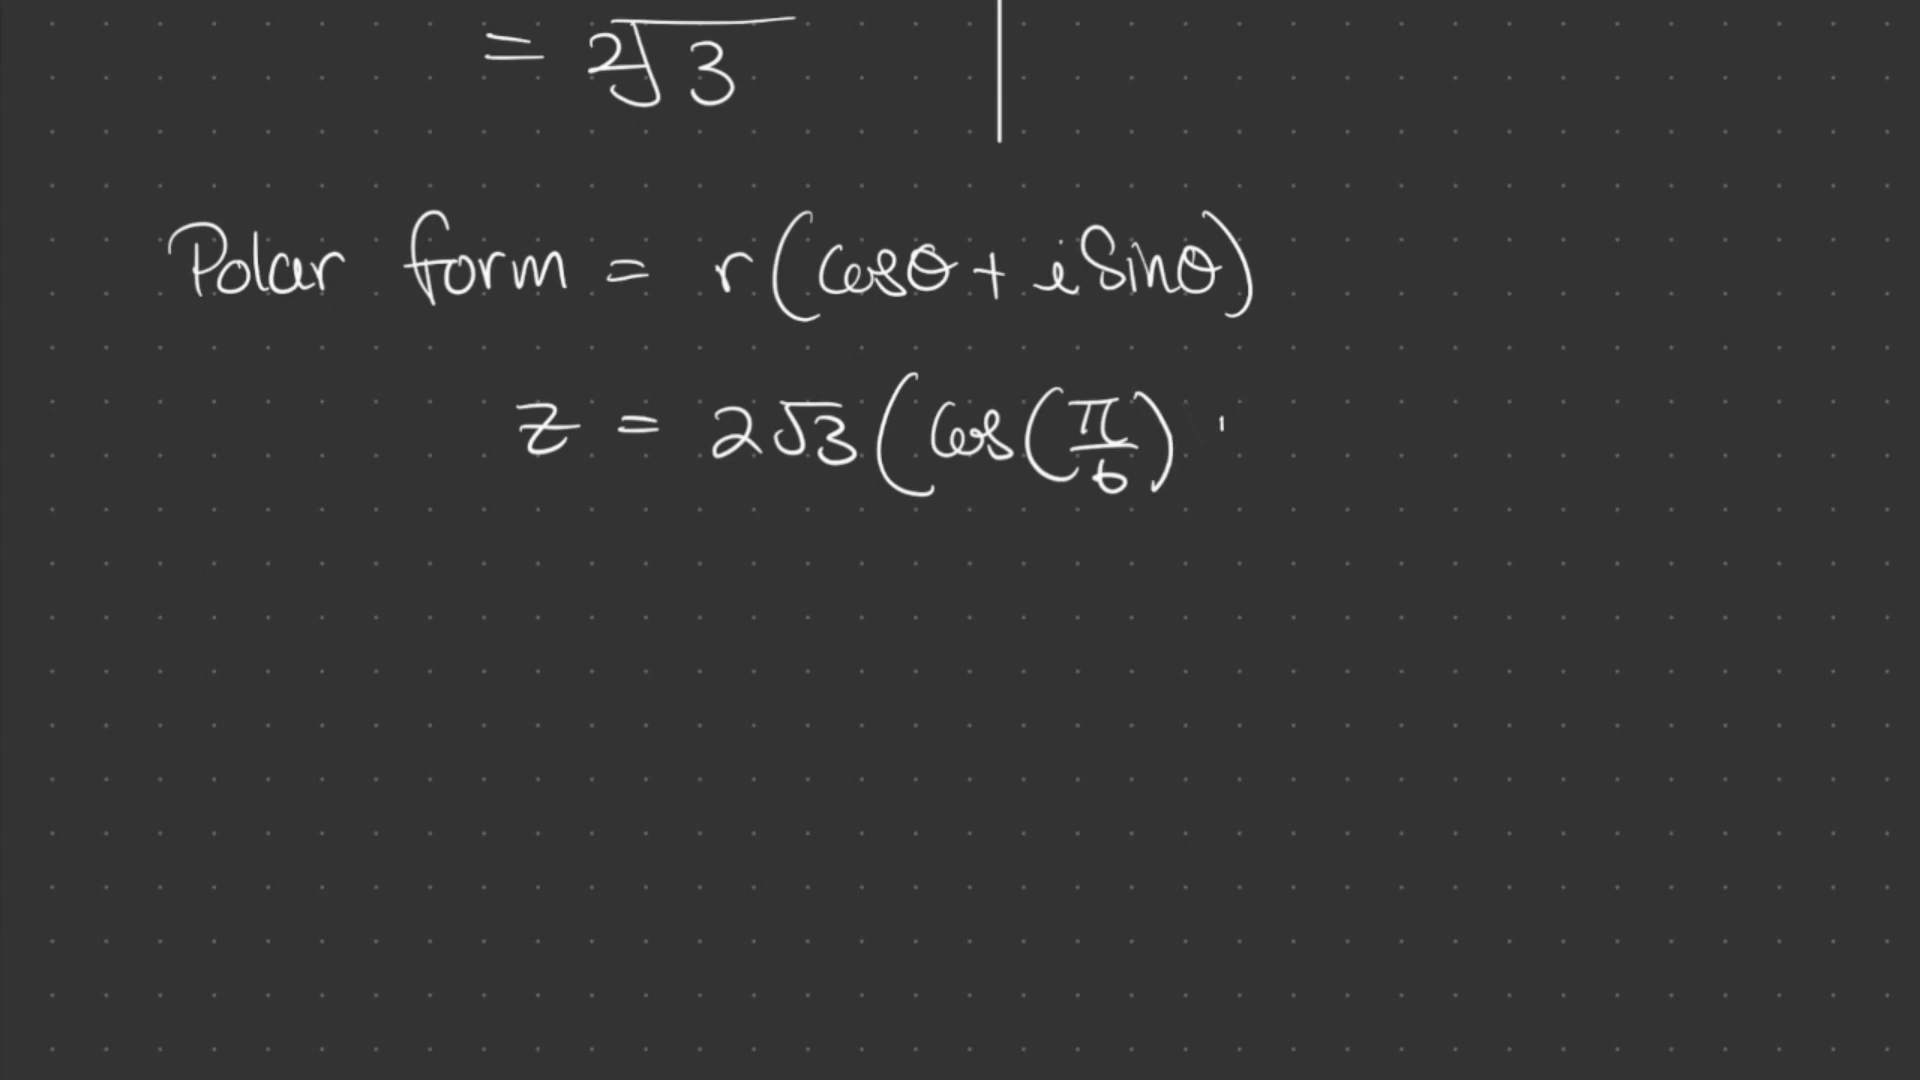 = 2√3
Polar form = r(cosθ + i Sinθ)
z = 2√3 (Cos(π/6)